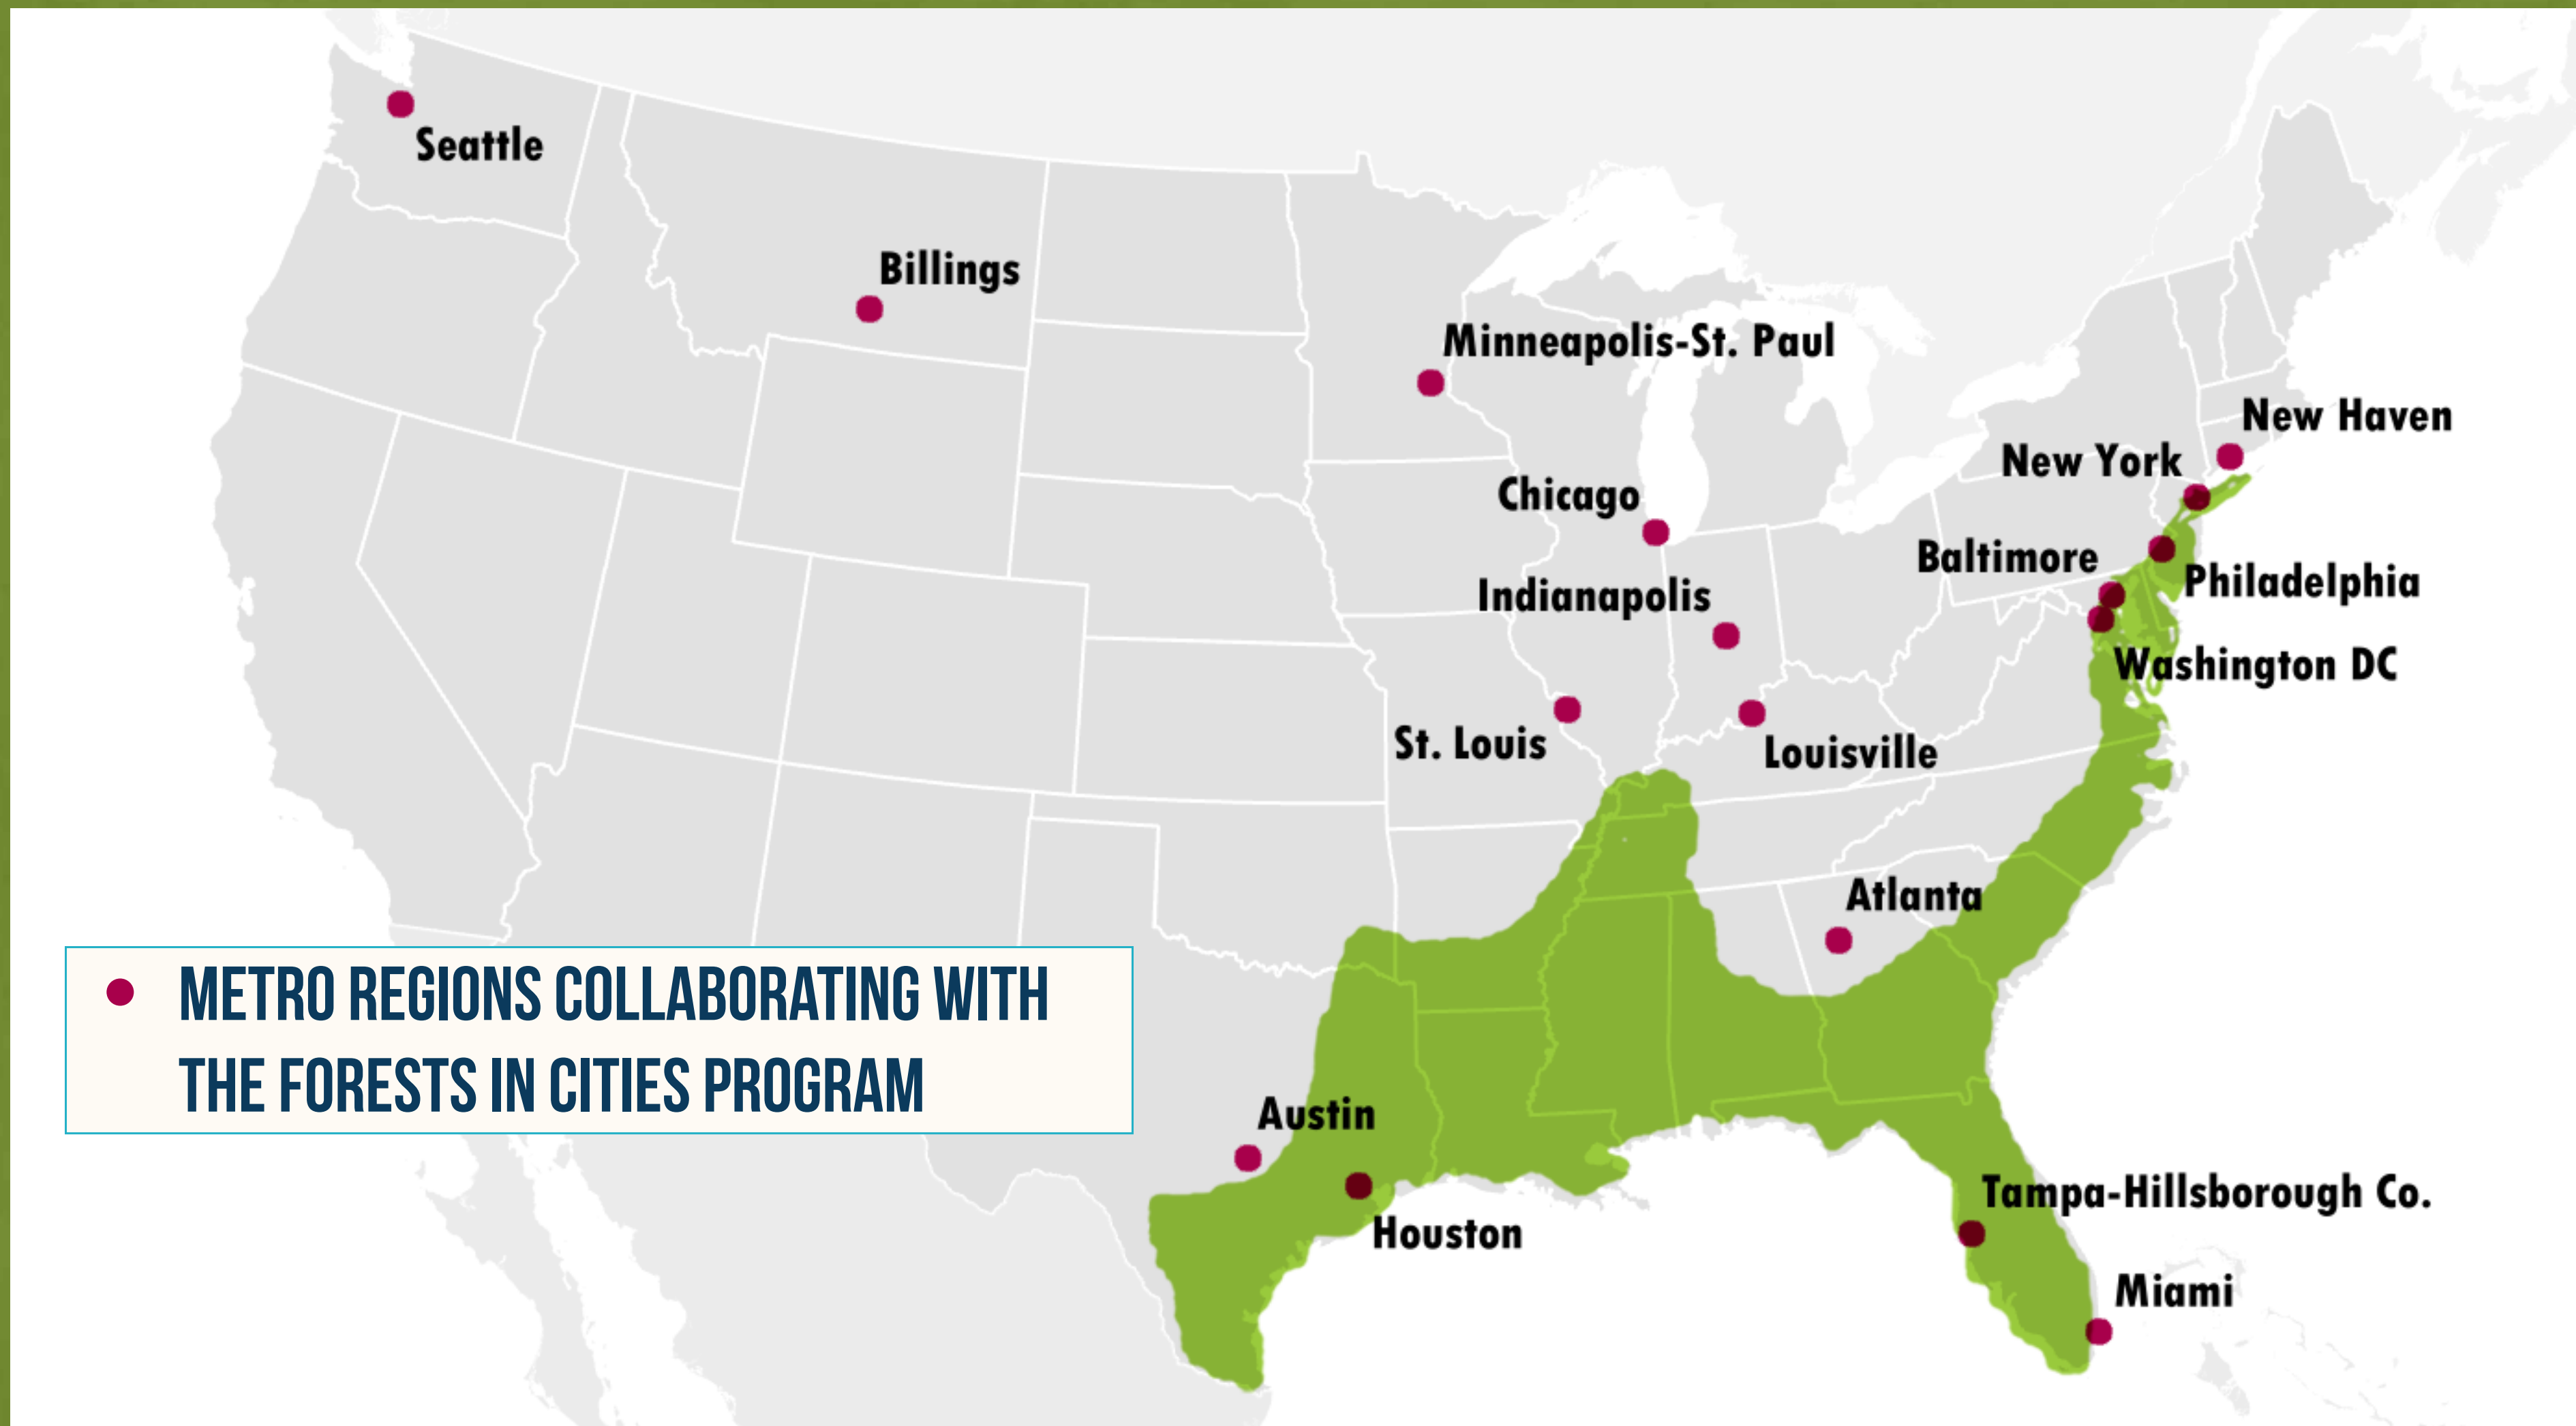 Seattle
Billings
Minneapolis-St. Paul
New Haven
New York
Chicago
Baltimore
Philadelphia
Indianapolis
Washington DC
St. Louis
Louisville
Atlanta
METRO REGIONS COLLABORATING WITH
THE FORESTS IN CITIES PROGRAM
Austin
Tampa-Hillsborough Co.
Houston
Miami